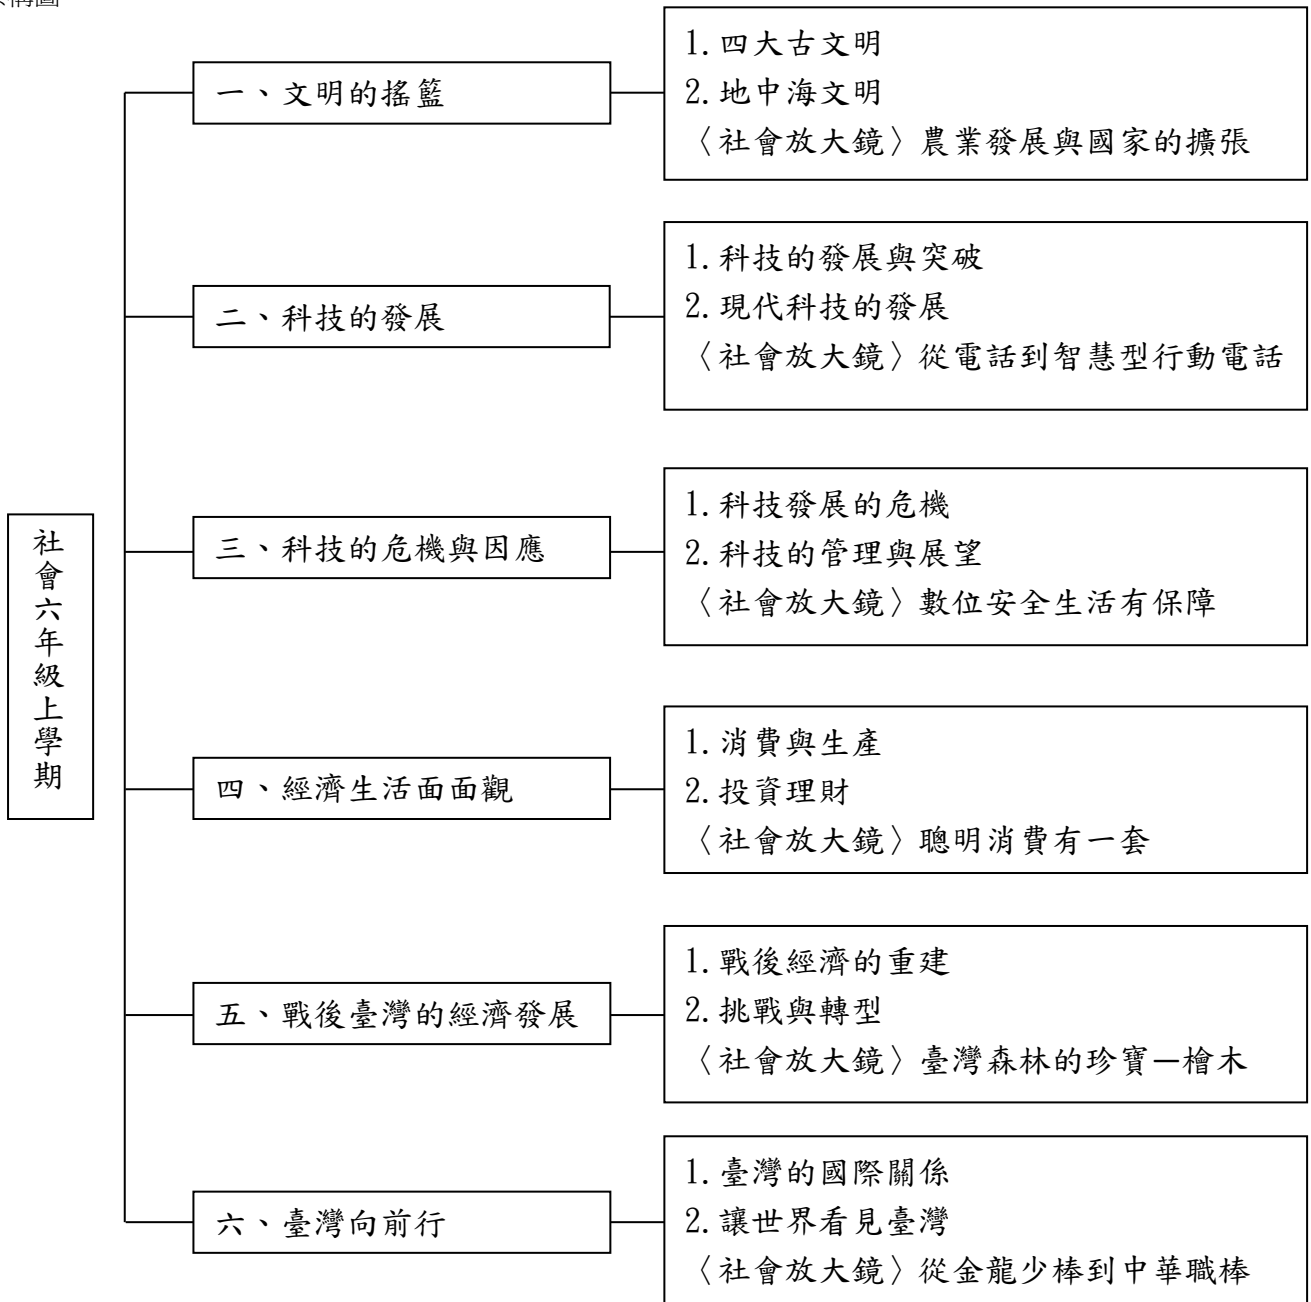 構圖
社會六年級上學期
一、文明的搖籃
1.四大古文明
2.地中海文明
〈社會放大鏡〉農業發展與國家的擴張
二、科技的發展
1.科技的發展與突破
2.現代科技的發展
〈社會放大鏡〉從電話到智慧型行動電話
三、科技的危機與因應
1.科技發展的危機
2.科技的管理與展望
〈社會放大鏡〉數位安全生活有保障
四、經濟生活面面觀
1.消費與生產
2.投資理財
〈社會放大鏡〉聰明消費有一套
五、戰後臺灣的經濟發展
1.戰後經濟的重建
2.挑戰與轉型
〈社會放大鏡〉臺灣森林的珍寶—檜木
六、臺灣向前行
1.臺灣的國際關係
2.讓世界看見臺灣
〈社會放大鏡〉從金龍少棒到中華職棒